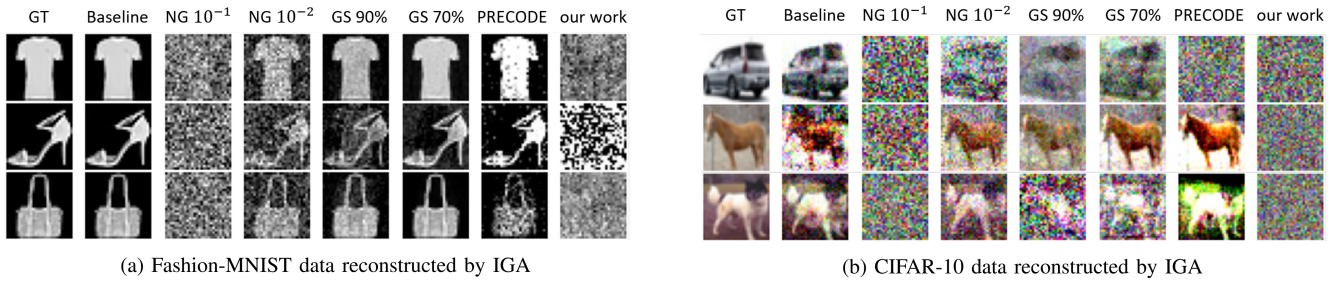 GT Baseline NG 10⁻¹ NG 10⁻² GS 90% GS 70% PRECODE our work
(a) Fashion-MNIST data reconstructed by IGA
GT Baseline NG 10⁻¹ NG 10⁻² GS 90% GS 70% PRECODE our work
(b) CIFAR-10 data reconstructed by IGA